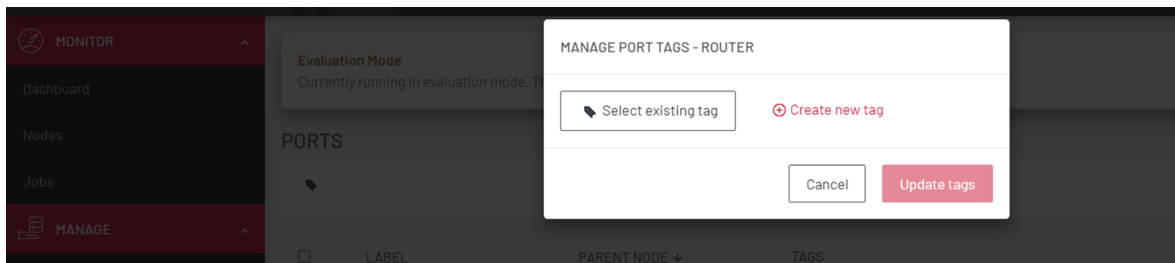 MONITOR
Dashboard
Nodes
Jobs
MANAGE
Evaluation Mode
Currently running in evaluation mode. T
PORTS
LABEL
PARENT NODE
TAGS
MANAGE PORT TAGS - ROUTER
Select existing tag
Create new tag
Cancel
Update tags